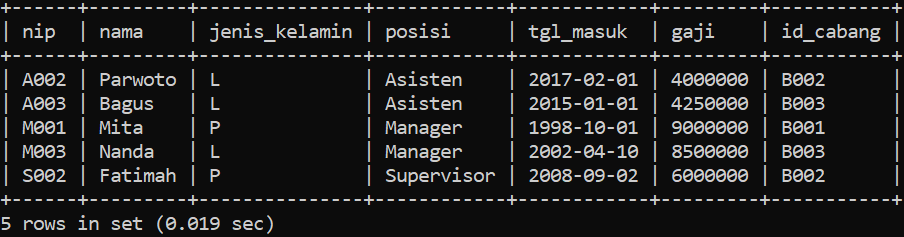 +------+---------+---------------+------------+------------+---------+-----------+
| nip  | nama    | jenis_kelamin | posisi     | tgl_masuk  | gaji    | id_cabang |
+------+---------+---------------+------------+------------+---------+-----------+
| A002 | Parwoto | L             | Asisten    | 2017-02-01 | 4000000 | B002      |
| A003 | Bagus   | L             | Asisten    | 2015-01-01 | 4250000 | B003      |
| M001 | Mita    | P             | Manager    | 1998-10-01 | 9000000 | B001      |
| M003 | Nanda   | L             | Manager    | 2002-04-10 | 8500000 | B003      |
| S002 | Fatimah | P             | Supervisor | 2008-09-02 | 6000000 | B002      |
+------+---------+---------------+------------+------------+---------+-----------+
5 rows in set (0.019 sec)